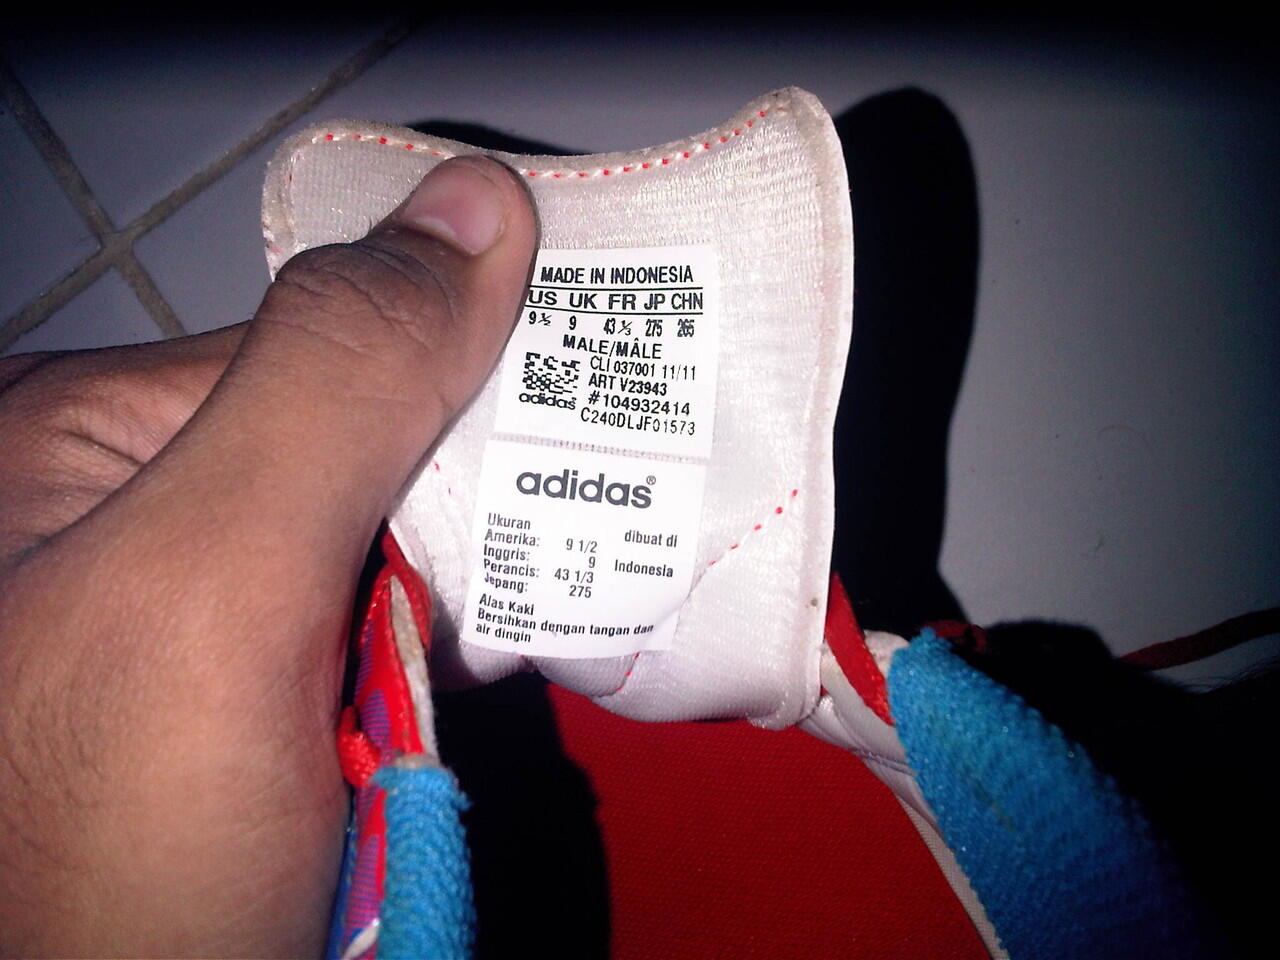 MADE IN INDONESIA
US UK FR JP CHN
9½ 9 43⅓ 275 265
MALE/MÂLE
CLI 037001 11/11
ART V23943
#104932414
adidas
C240DLJF01573
adidas®
Ukuran
Amerika: 9 1/2 dibuat di
Inggris: 9 Indonesia
Perancis: 43 1/3
Jepang: 275
Alas Kaki
Bersihkan dengan tangan dan
air dingin